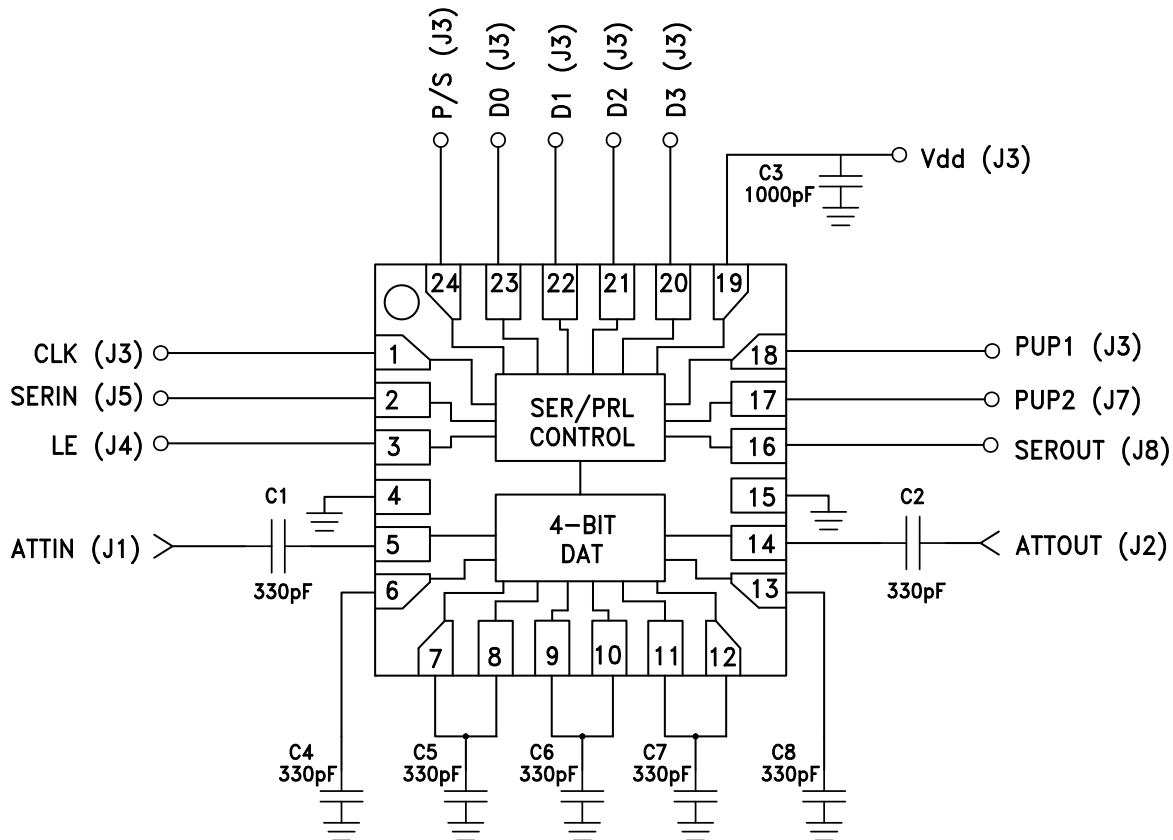 P/S (J3)
D0 (J3)
D1 (J3)
D2 (J3)
D3 (J3)
Vdd (J3)
C3
1000pF
24
23
22
21
20
19
CLK (J3)
1
18
PUP1 (J3)
SERIN (J5)
2
SER/PRL
CONTROL
17
PUP2 (J7)
LE (J4)
3
16
SEROUT (J8)
C1
4
15
C2
ATTIN (J1)
5
4-BIT
DAT
14
ATTOUT (J2)
330pF
6
13
330pF
7
8
9
10
11
12
C4
330pF
C5
330pF
C6
330pF
C7
330pF
C8
330pF